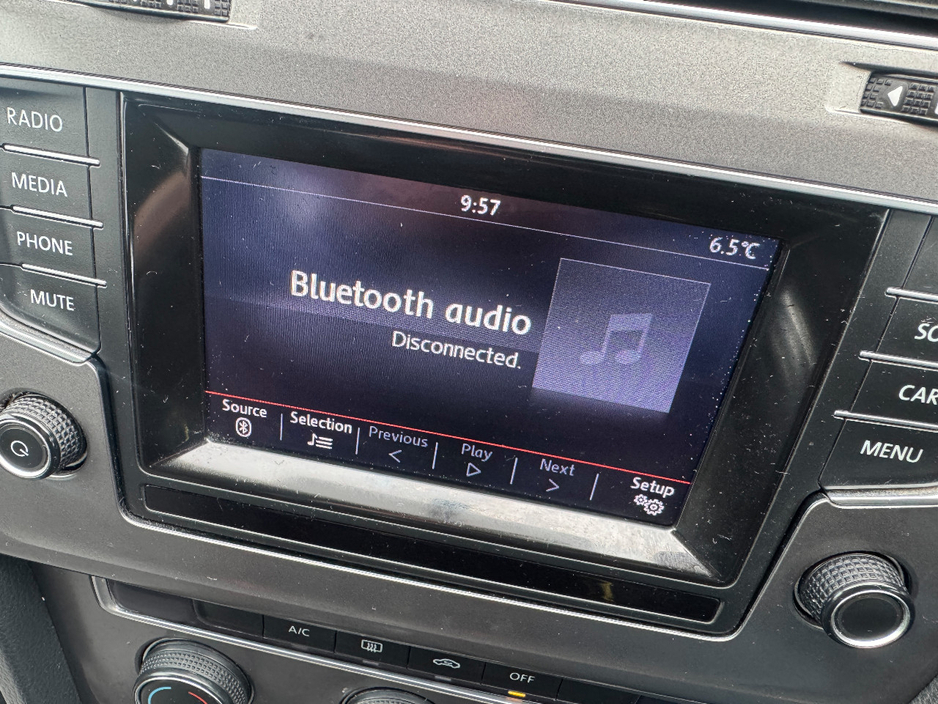 RADIO
MEDIA
PHONE
MUTE
9:57
6.5°C
Bluetooth audio
Disconnected.
Source
Selection
Previous
Play
Next
Setup
CAR
MENU
A/C
OFF